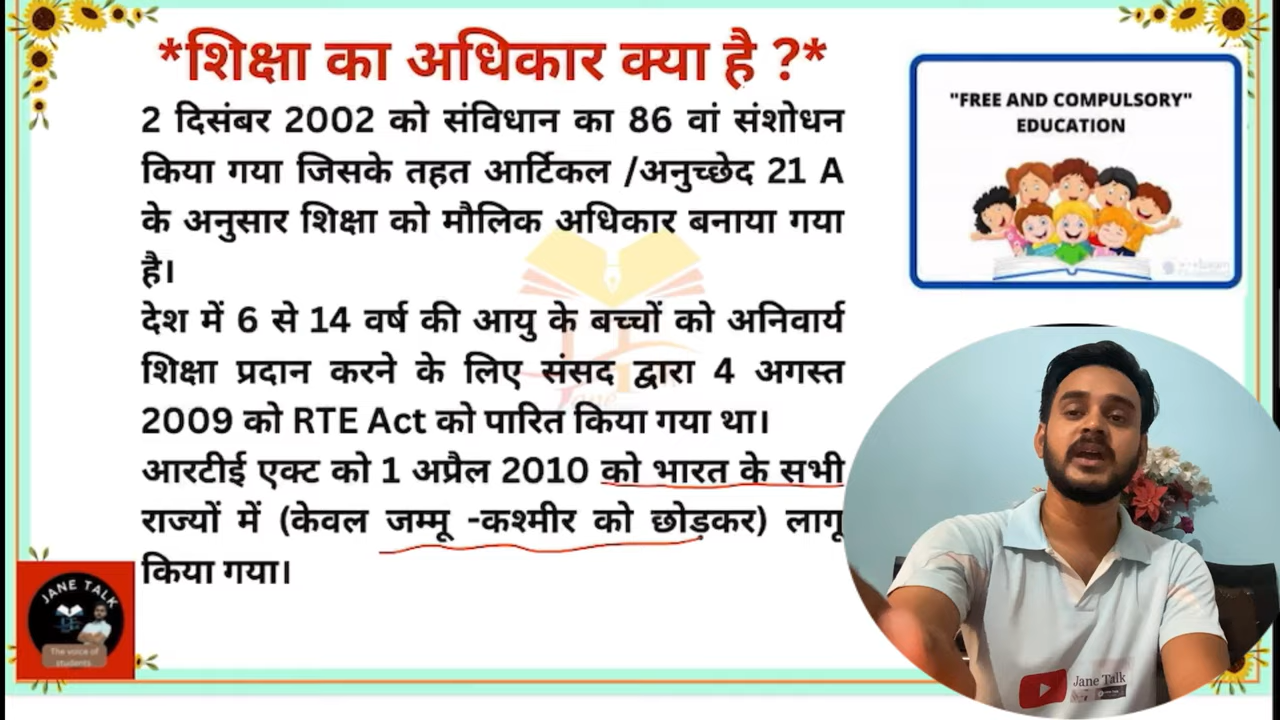 *शिक्षा का अधिकार क्या है ?*
2 दिसंबर 2002 को संविधान का 86 वां संशोधन
किया गया जिसके तहत आर्टिकल /अनुच्छेद 21 A
के अनुसार शिक्षा को मौलिक अधिकार बनाया गया
है।
देश में 6 से 14 वर्ष की आयु के बच्चों को अनिवार्य
शिक्षा प्रदान करने के लिए संसद द्वारा 4 अगस्त
2009 को RTE Act को पारित किया गया था।
आरटीई एक्ट को 1 अप्रैल 2010 को भारत के सभी
राज्यों में (केवल जम्मू -कश्मीर को छोड़कर) लागू
किया गया।
"FREE AND COMPULSORY"
EDUCATION
JANE TALK
The voice of
students
Jane Talk